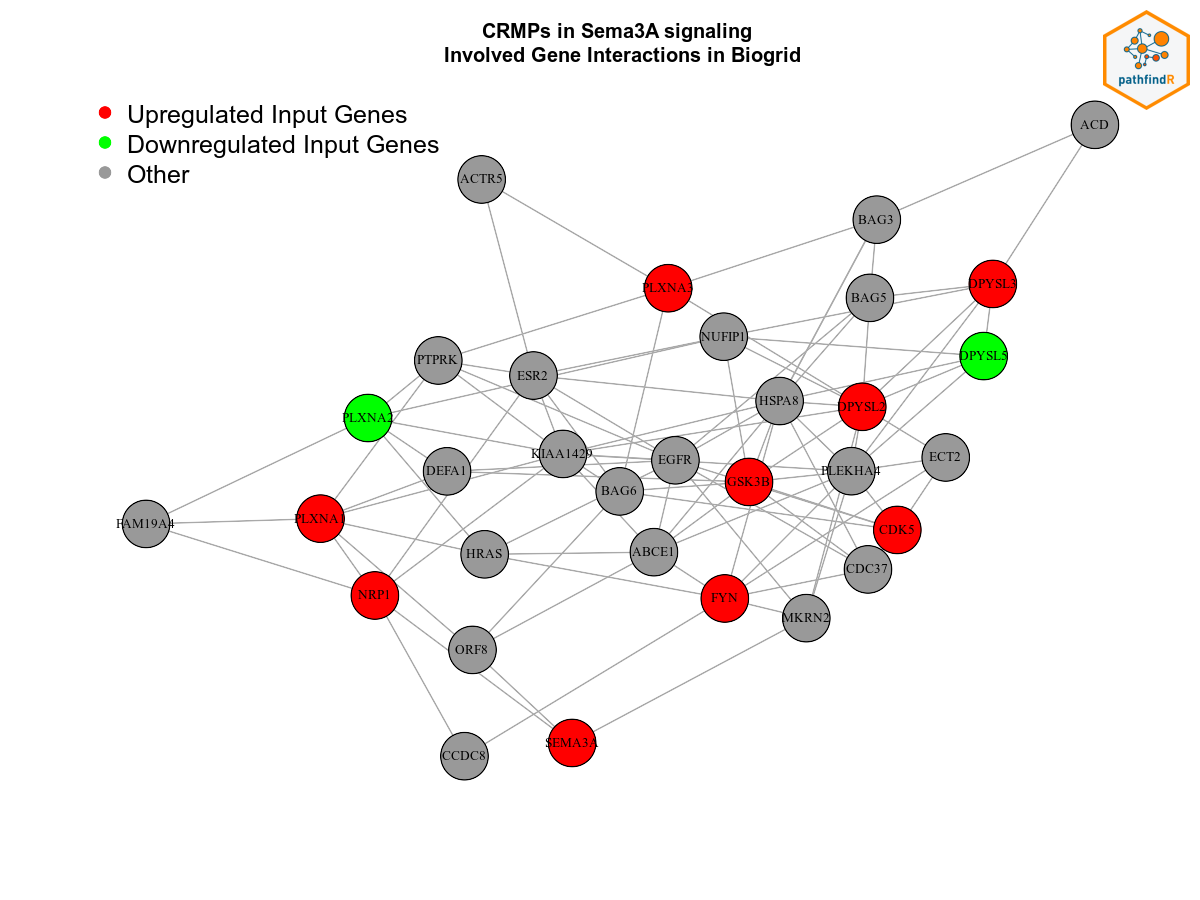 CRMPs in Sema3A signaling
Involved Gene Interactions in Biogrid
pathfindR
Upregulated Input Genes
Downregulated Input Genes
Other
ACD
ACTR5
BAG3
PLXNA3
DPYSL3
BAG5
NUFIP1
DPYSL5
PTPRK
ESR2
HSPA8
DPYSL2
PLXNA2
KIAA1429
EGFR
ECT2
DEFA1
PLEKHA4
GSK3B
BAG6
PLXNA1
FAM19A4
CDK5
HRAS
ABCE1
CDC37
NRP1
FYN
MKRN2
ORF8
SEMA3A
CCDC8